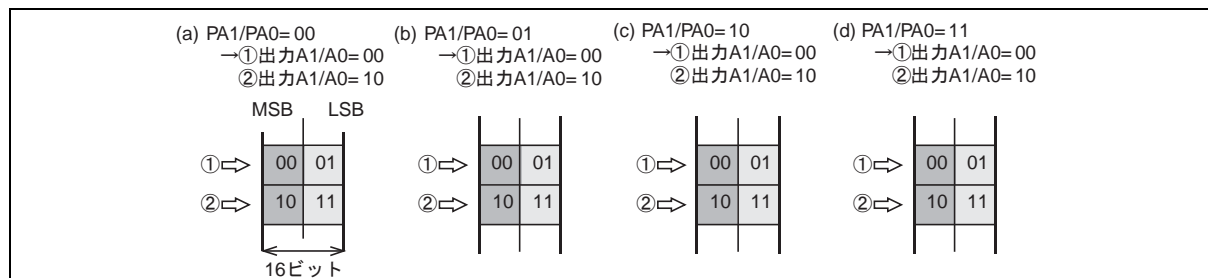 (a) PA1/PA0=00
→①出力A1/A0=00
②出力A1/A0=10
MSB LSB
① 00 01
② 10 11
16ビット
(b) PA1/PA0=01
→①出力A1/A0=00
②出力A1/A0=10
① 00 01
② 10 11
(c) PA1/PA0=10
→①出力A1/A0=00
②出力A1/A0=10
① 00 01
② 10 11
(d) PA1/PA0=11
→①出力A1/A0=00
②出力A1/A0=10
① 00 01
② 10 11